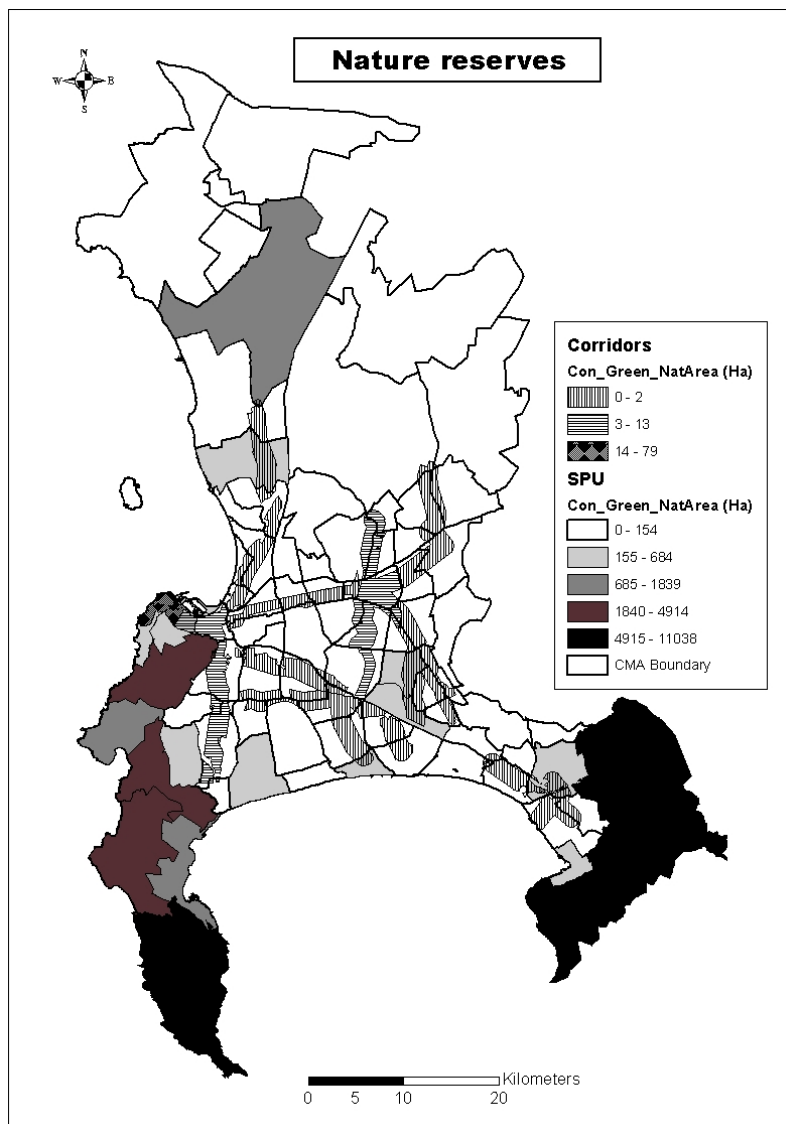 Nature reserves
N
W E
S
Corridors
Con_Green_NatArea (Ha)
0 - 2
3 - 13
14 - 79
SPU
Con_Green_NatArea (Ha)
0 - 154
155 - 684
685 - 1839
1840 - 4914
4915 - 11038
CMA Boundary
Kilometers
0 5 10 20